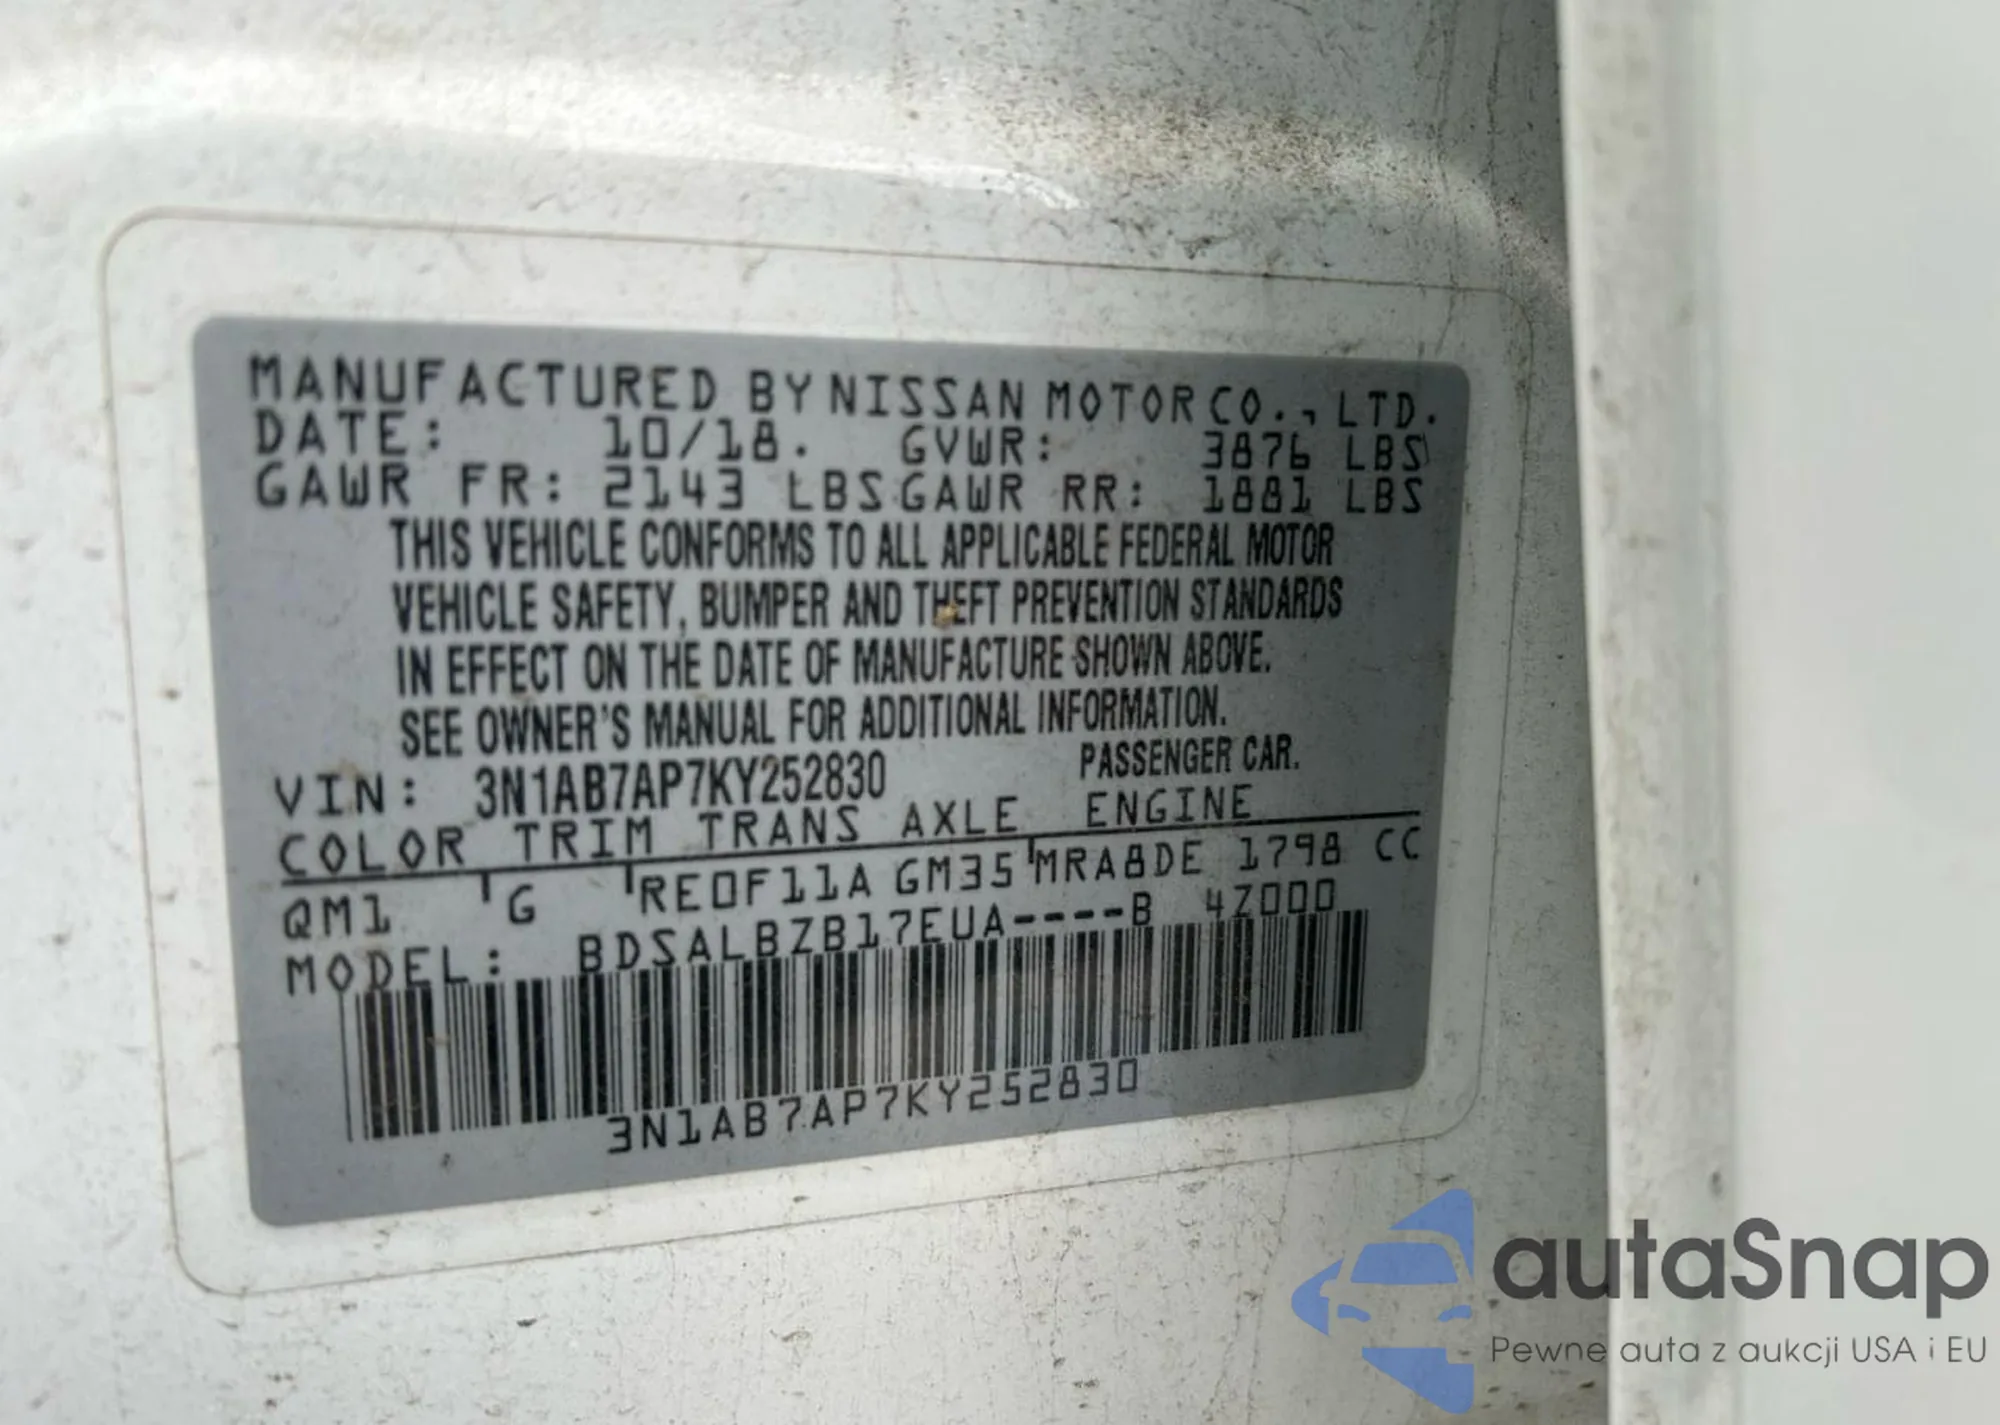 MANUFACTURED BY NISSAN MOTOR CO., LTD.
DATE: 10/18. GVWR: 3876 LBS
GAWR FR: 2143 LBS GAWR RR: 1881 LBS
THIS VEHICLE CONFORMS TO ALL APPLICABLE FEDERAL MOTOR
VEHICLE SAFETY, BUMPER AND THEFT PREVENTION STANDARDS
IN EFFECT ON THE DATE OF MANUFACTURE SHOWN ABOVE.
SEE OWNER'S MANUAL FOR ADDITIONAL INFORMATION.
VIN: 3N1AB7AP7KY252830 PASSENGER CAR.
COLOR TRIM TRANS AXLE ENGINE
QM1 G RE0F11A GM35 MRA8DE 1798 CC
MODEL: BDSALBZB17EUA----B 4Z000
3N1AB7AP7KY252830
autaSnap
Pewne auta z aukcji USA i EU